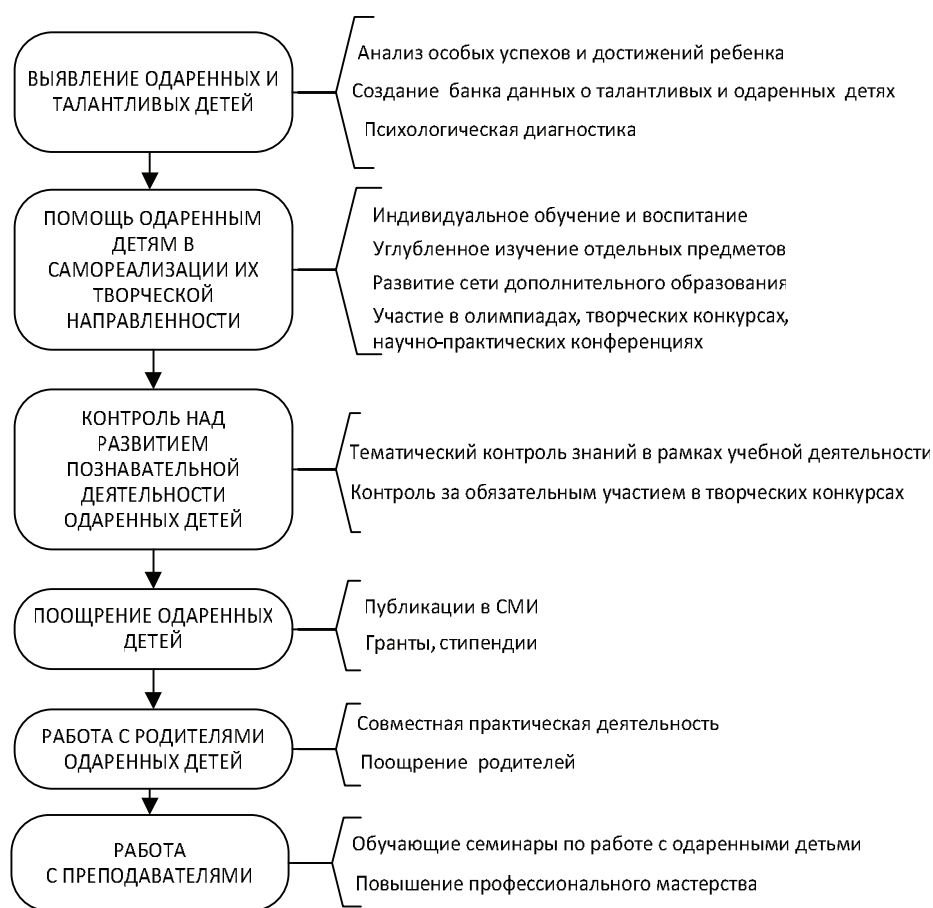 ВЫЯВЛЕНИЕ ОДАРЕННЫХ И
ТАЛАНТЛИВЫХ ДЕТЕЙ
Анализ особых успехов и достижений ребенка
Создание банка данных о талантливых и одаренных детях
Психологическая диагностика
ПОМОЩЬ ОДАРЕННЫМ
ДЕТЯМ В
САМОРЕАЛИЗАЦИИ ИХ
ТВОРЧЕСКОЙ
НАПРАВЛЕННОСТИ
Индивидуальное обучение и воспитание
Углубленное изучение отдельных предметов
Развитие сети дополнительного образования
Участие в олимпиадах, творческих конкурсах,
научно-практических конференциях
КОНТРОЛЬ НАД
РАЗВИТИЕМ
ПОЗНАВАТЕЛЬНОЙ
ДЕЯТЕЛЬНОСТИ
ОДАРЕННЫХ ДЕТЕЙ
Тематический контроль знаний в рамках учебной деятельности
Контроль за обязательным участием в творческих конкурсах
ПООЩРЕНИЕ ОДАРЕННЫХ
ДЕТЕЙ
Публикации в СМИ
Гранты, стипендии
РАБОТА С РОДИТЕЛЯМИ
ОДАРЕННЫХ ДЕТЕЙ
Совместная практическая деятельность
Поощрение родителей
РАБОТА
С ПРЕПОДАВАТЕЛЯМИ
Обучающие семинары по работе с одаренными детьми
Повышение профессионального мастерства